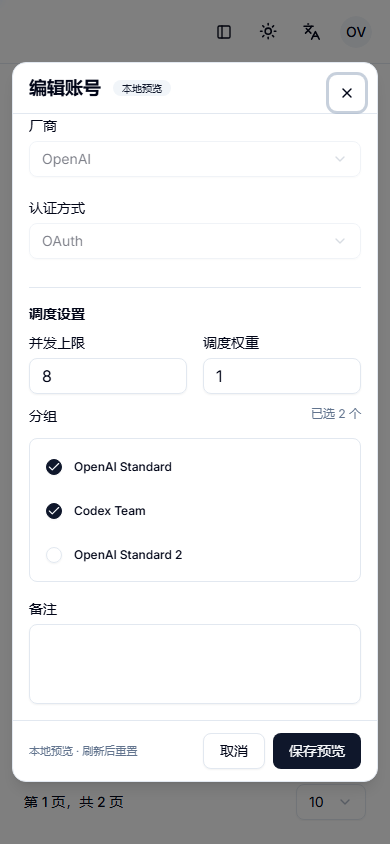 OV
编辑账号
本地预览
厂商
OpenAI
认证方式
OAuth
调度设置
并发上限
调度权重
8
1
分组
已选 2 个
OpenAI Standard
Codex Team
OpenAI Standard 2
备注
本地预览 · 刷新后重置
取消
保存预览
第 1 页，共 2 页
10